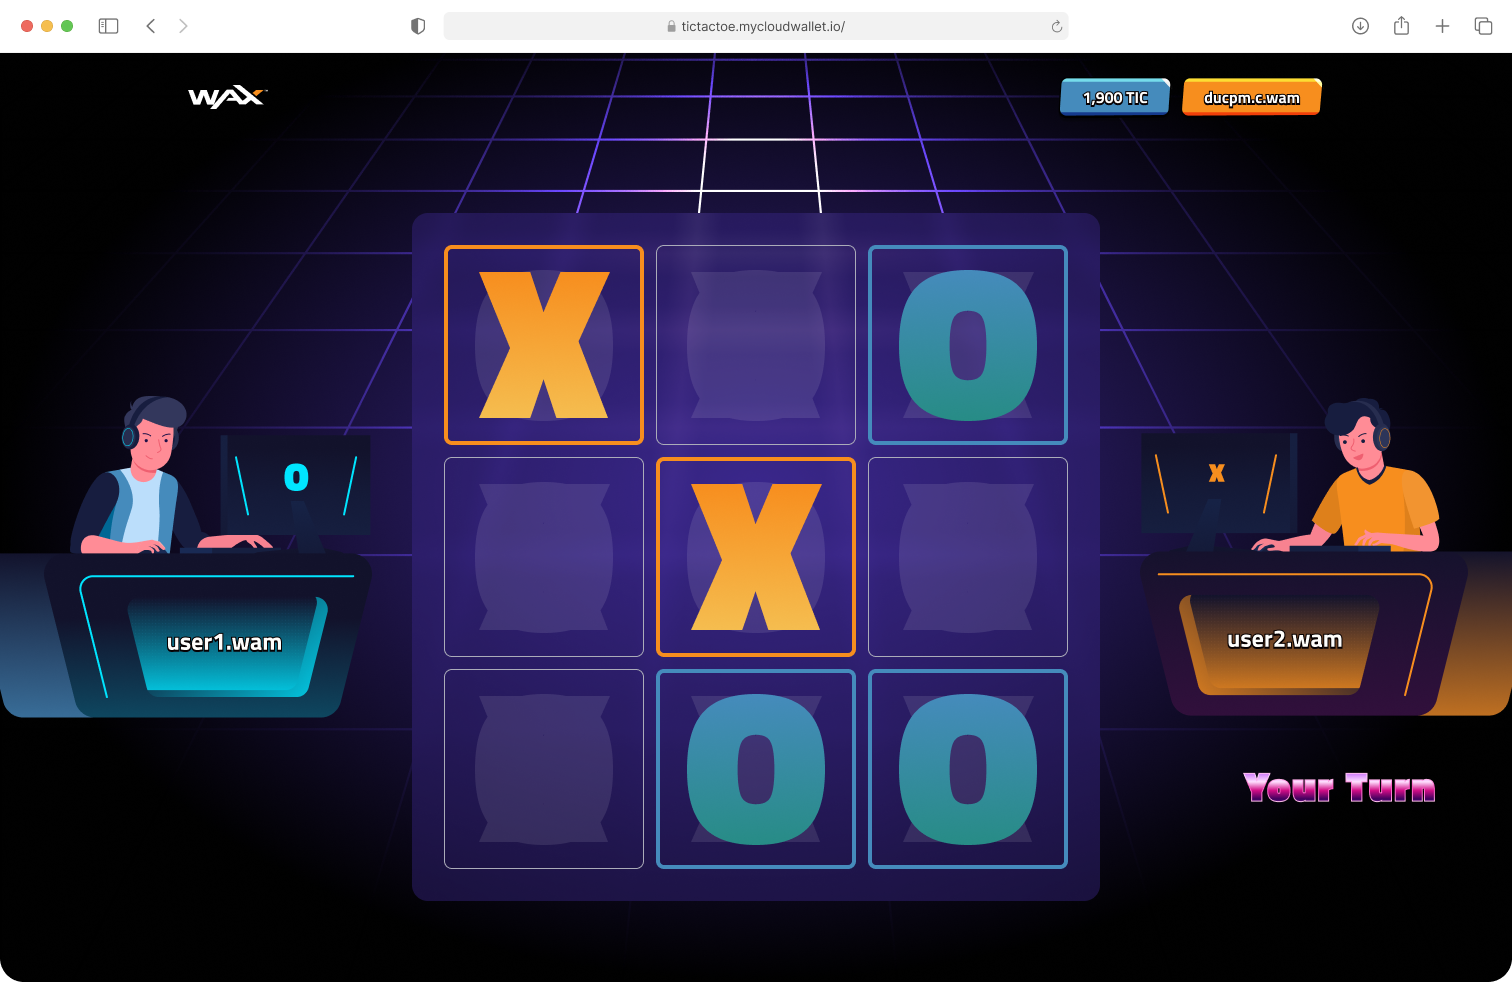 tictactoe.mycloudwallet.io/
WAX
1,900 TIC
ducpm.c.wam
X O
O X X
user1.wam
user2.wam
O O
Your Turn